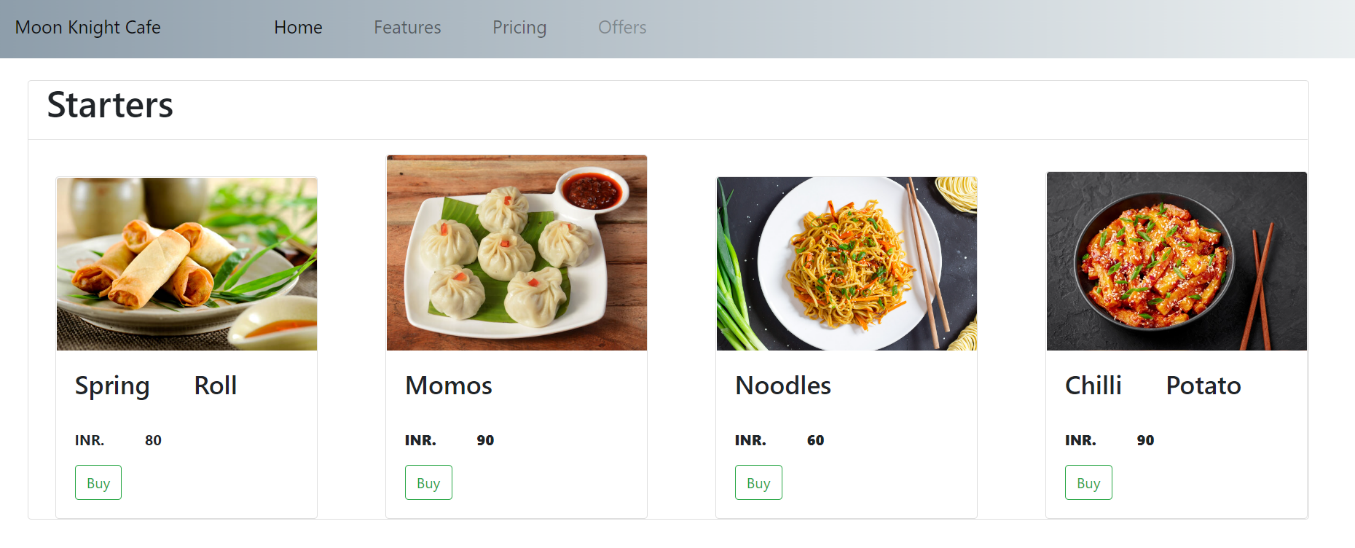 Moon Knight Cafe Home Features Pricing Offers
Starters
Spring Roll
INR. 80
Buy
Momos
INR. 90
Buy
Noodles
INR. 60
Buy
Chilli Potato
INR. 90
Buy